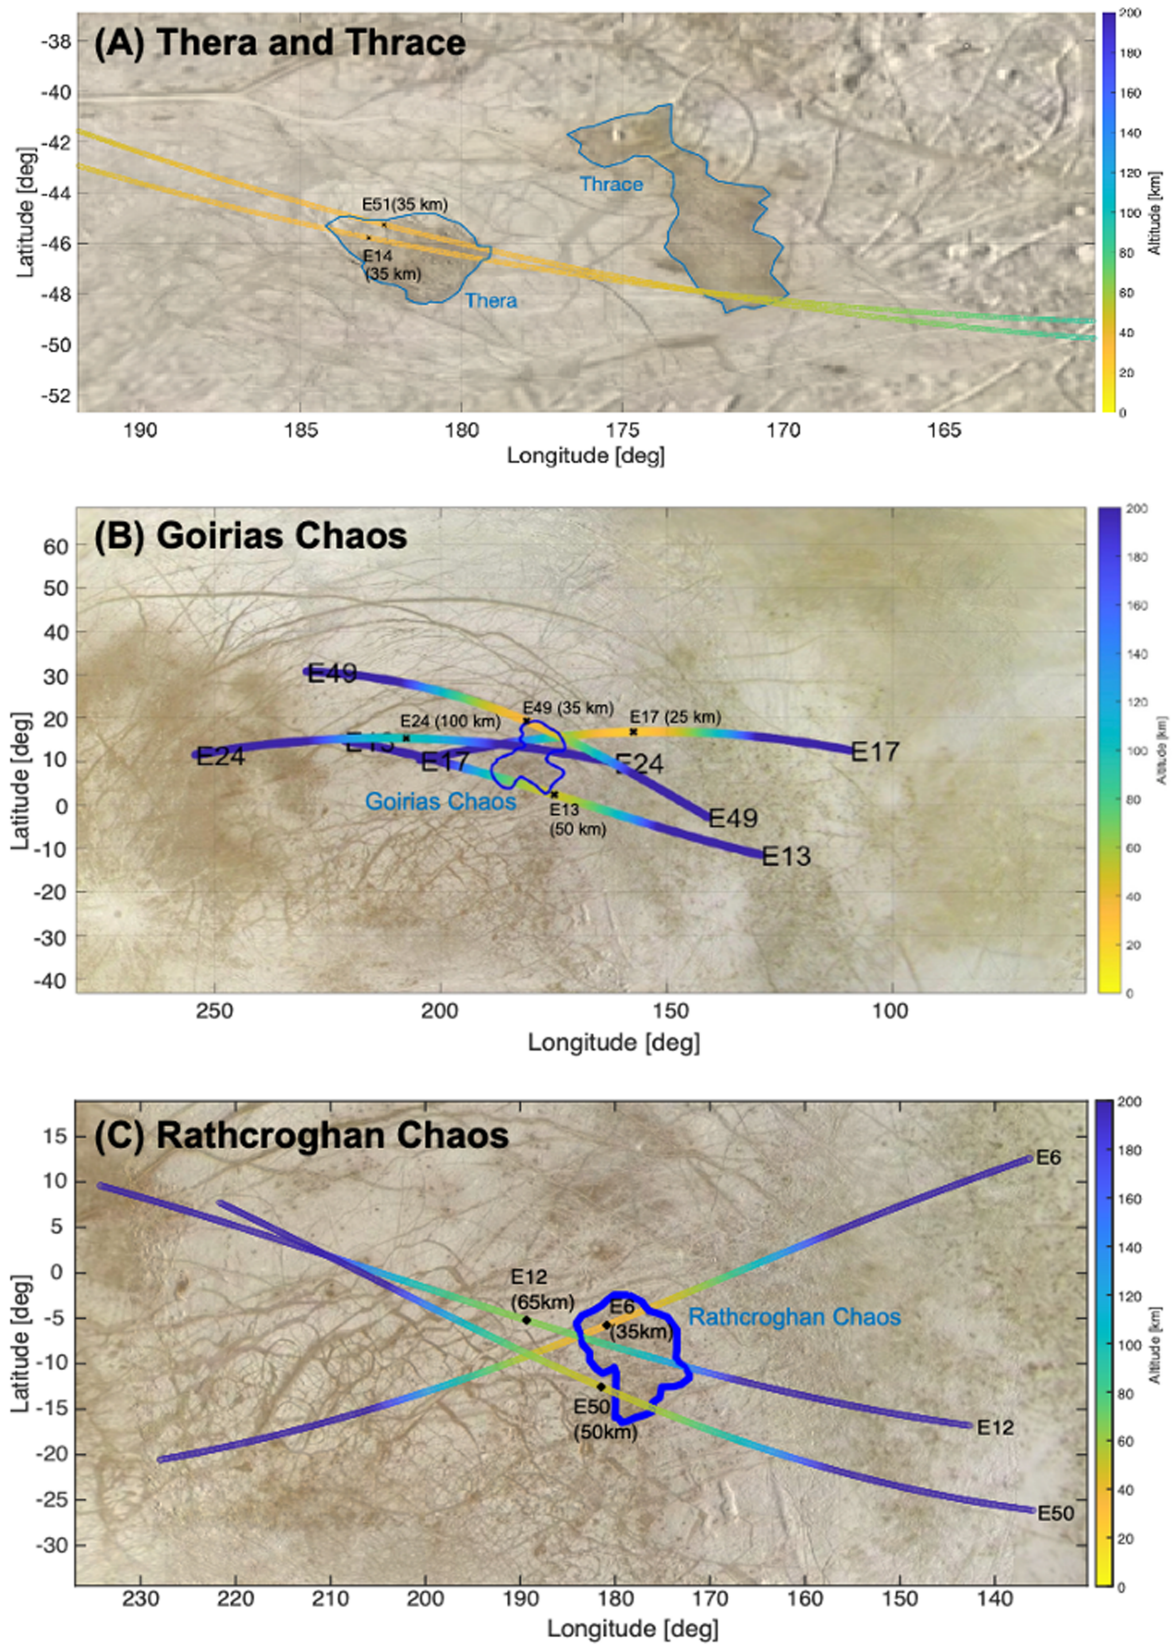 (A) Thera and Thrace
-38
-40
-42
-44
-46
-48
-50
-52
Latitude [deg]
Thrace
E51(35 km)
E14
(35 km)
Thera
190
185
180
175
170
165
Longitude [deg]
200
180
160
140
120
100
80
60
40
20
0
Altitude [km]
(B) Goirias Chaos
60
50
40
30
20
10
0
-10
-20
-30
-40
Latitude [deg]
E49
E49 (35 km)
E17 (25 km)
E24 (100 km)
E13
E24
E17
E24
E17
Goirias Chaos
E13
(50 km)
E49
E13
250
200
150
100
Longitude [deg]
200
180
160
140
120
100
80
60
40
20
0
Altitude [km]
(C) Rathcroghan Chaos
15
10
5
0
-5
-10
-15
-20
-25
-30
Latitude [deg]
E6
E12
(65km)
E6
(35km)
Rathcroghan Chaos
E50
(50km)
E12
E50
230
220
210
200
190
180
170
160
150
140
Longitude [deg]
200
180
160
140
120
100
80
60
40
20
0
Altitude [km]